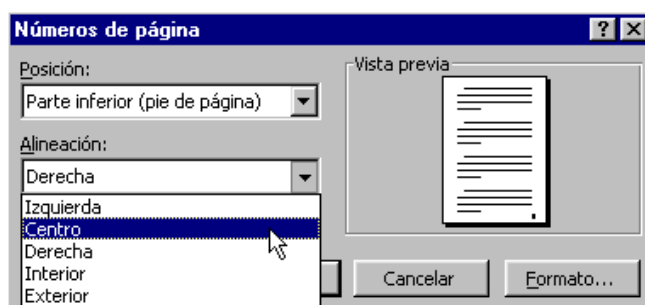 Números de página
Posición:
Parte inferior (pie de página)
Alineación:
Derecha
Izquierda
Centro
Derecha
Interior
Exterior
Vista previa
Cancelar
Formato...